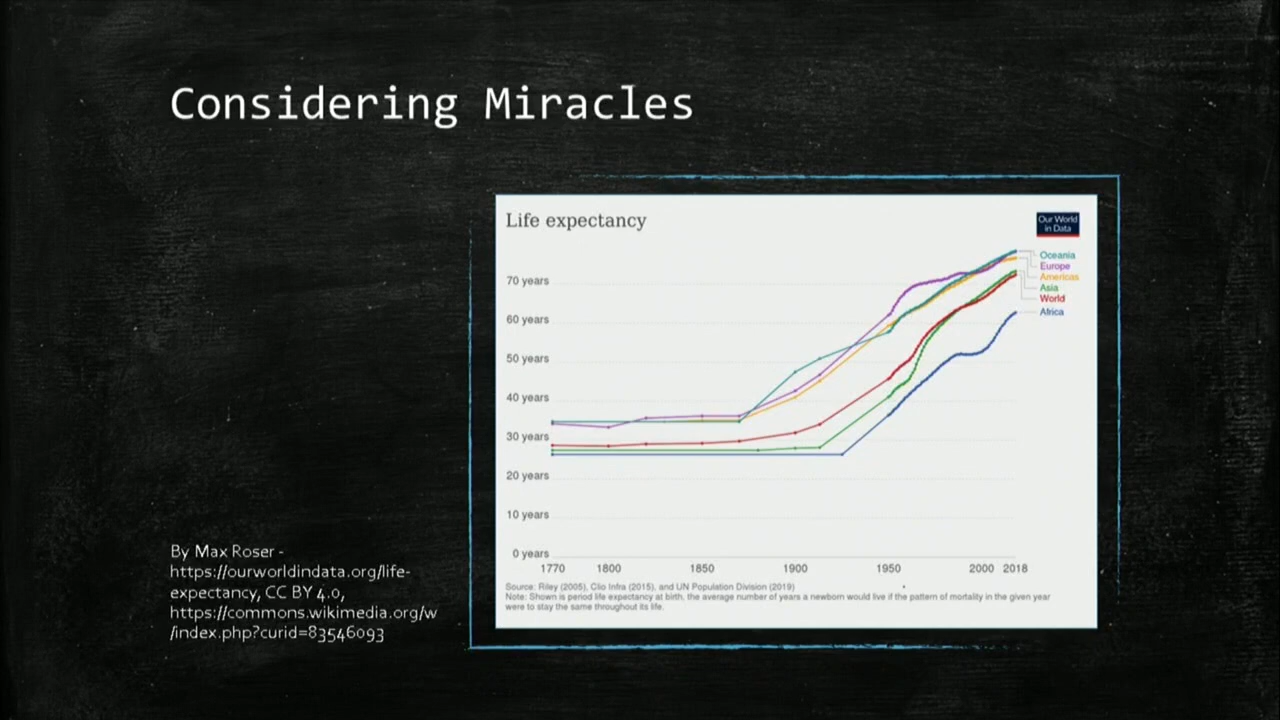 Considering Miracles
Life expectancy
Our World
in Data
70 years
60 years
50 years
40 years
30 years
20 years
10 years
0 years
1770 1800 1850 1900 1950 2000 2018
Oceania
Europe
Americas
Asia
World
Africa
Source: Riley (2005), Clio Infra (2015), and UN Population Division (2019)
Note: Shown is period life expectancy at birth, the average number of years a newborn would live if the pattern of mortality in the given year
were to stay the same throughout its life.
By Max Roser -
https://ourworldindata.org/life-
expectancy, CC BY 4.0,
https://commons.wikimedia.org/w
/index.php?curid=83546093